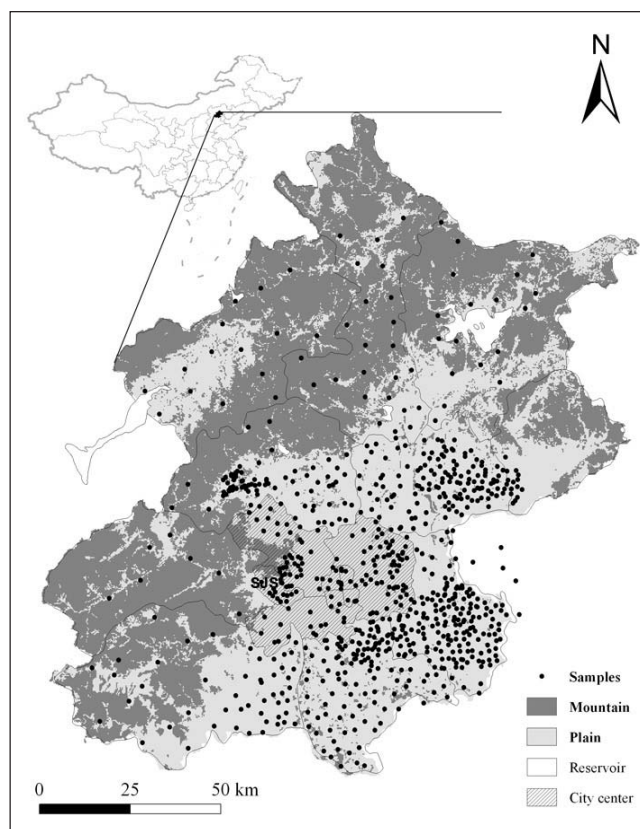 N
SJS
Samples
Mountain
Plain
Reservoir
City center
0 25 50 km